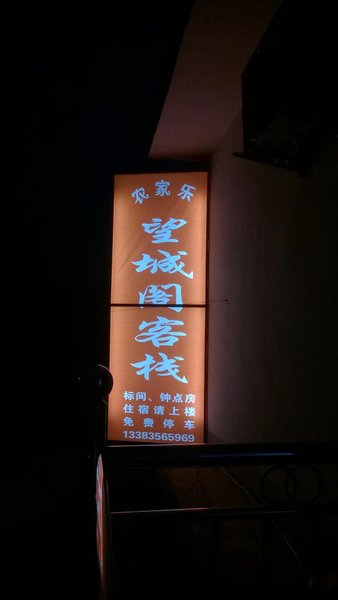 农家乐
望城阁客栈
标间、钟点房
住宿请上楼
免费停车
13383565969